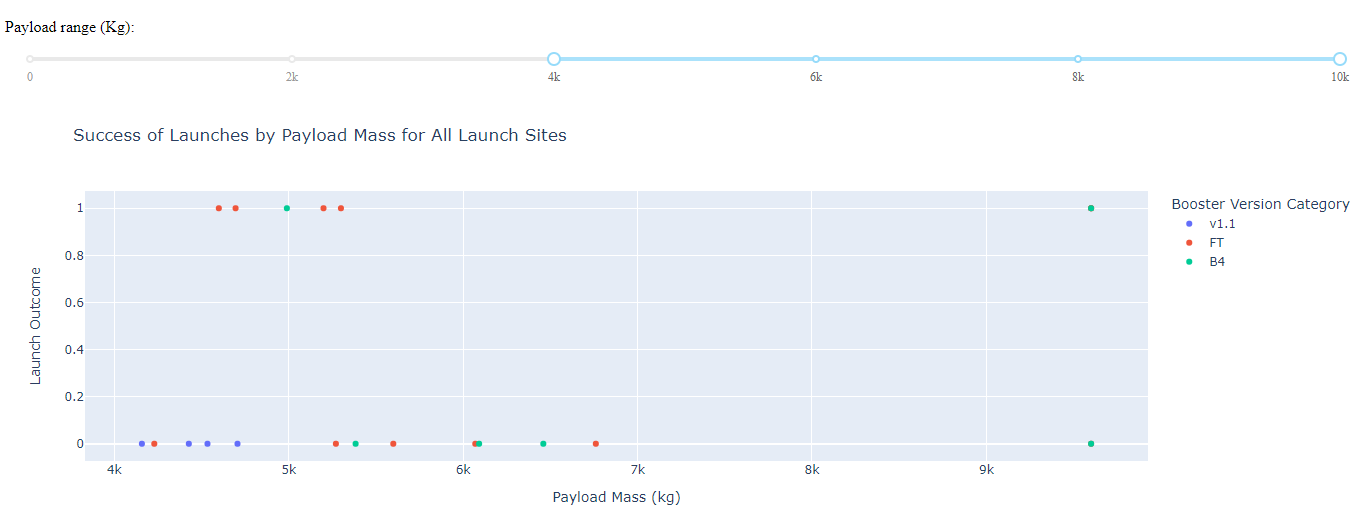 Payload range (Kg):
0 2k 4k 6k 8k 10k
Success of Launches by Payload Mass for All Launch Sites
Launch Outcome
1
0.8
0.6
0.4
0.2
0
4k 5k 6k 7k 8k 9k
Payload Mass (kg)
Booster Version Category
v1.1
FT
B4